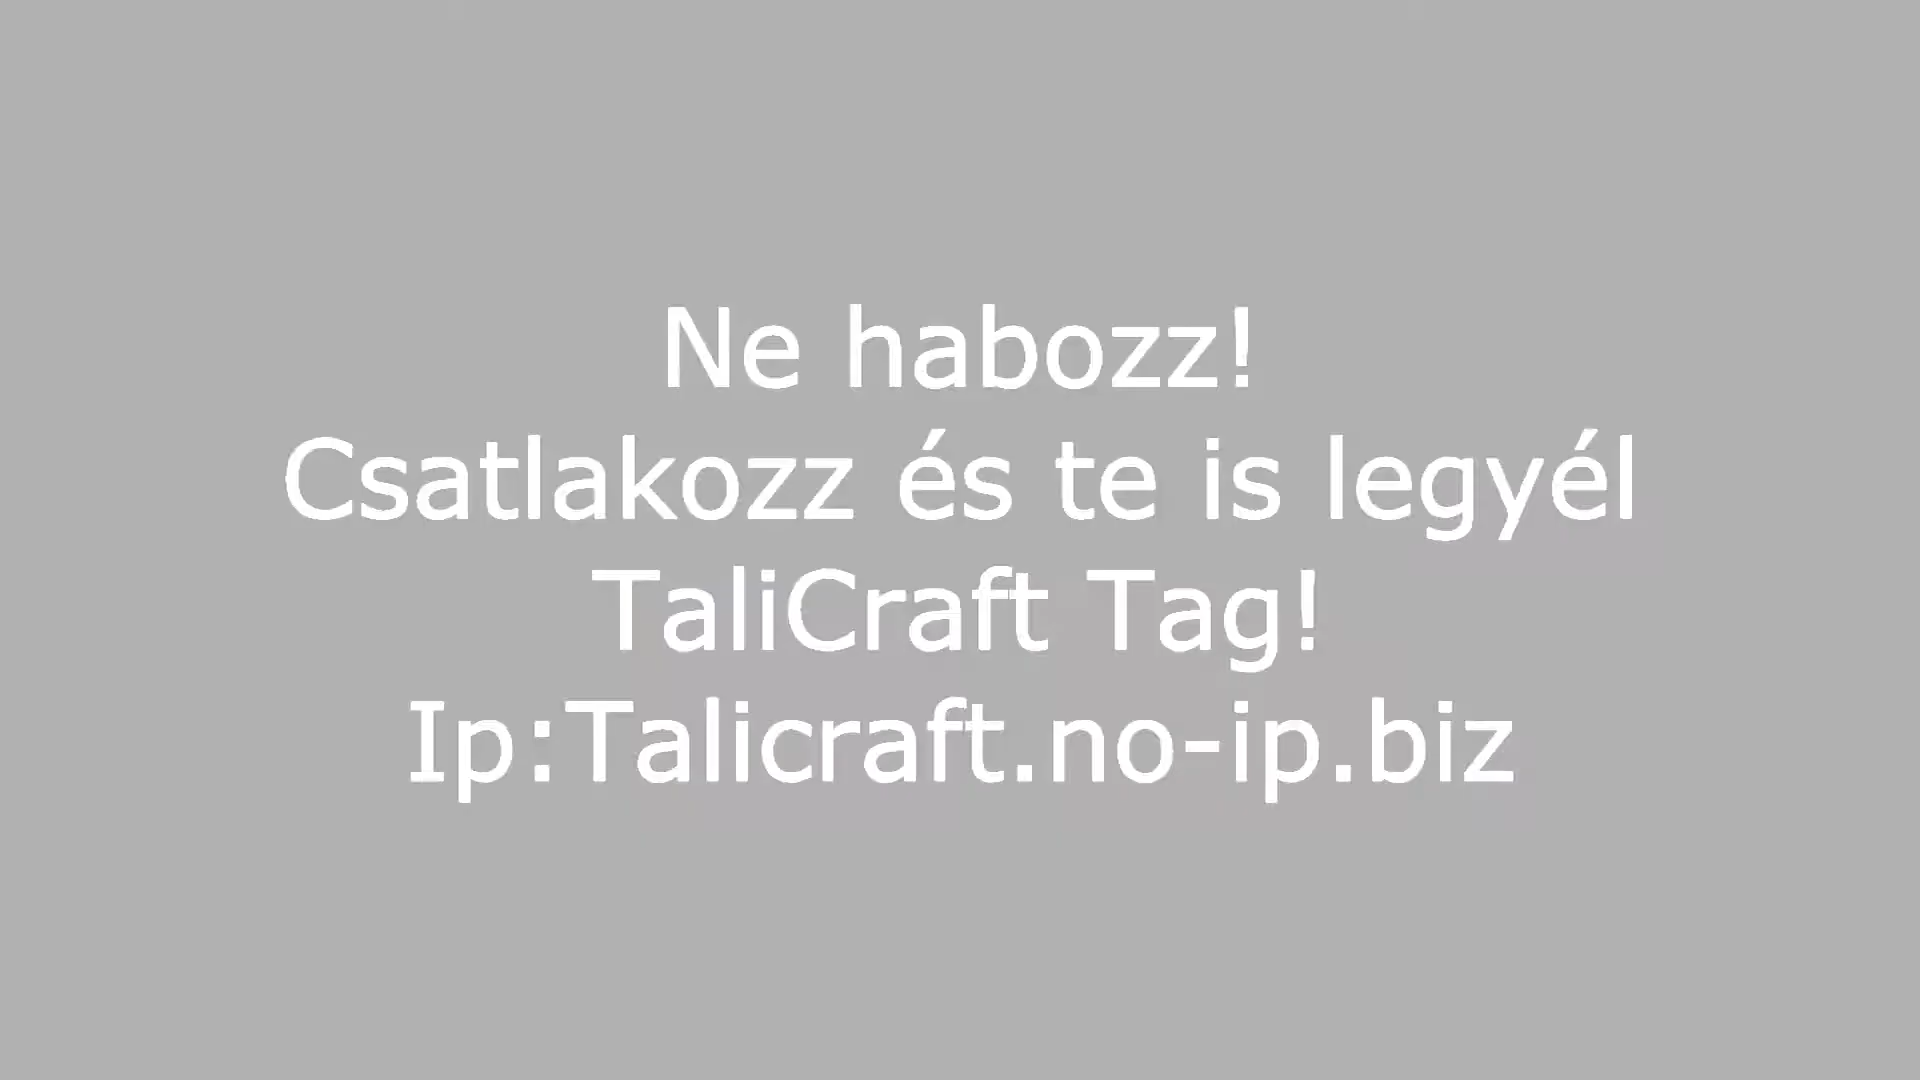 Ne habozz!
Csatlakozz és te is legyél
TaliCraft Tag!
Ip:Talicraft.no-ip.biz